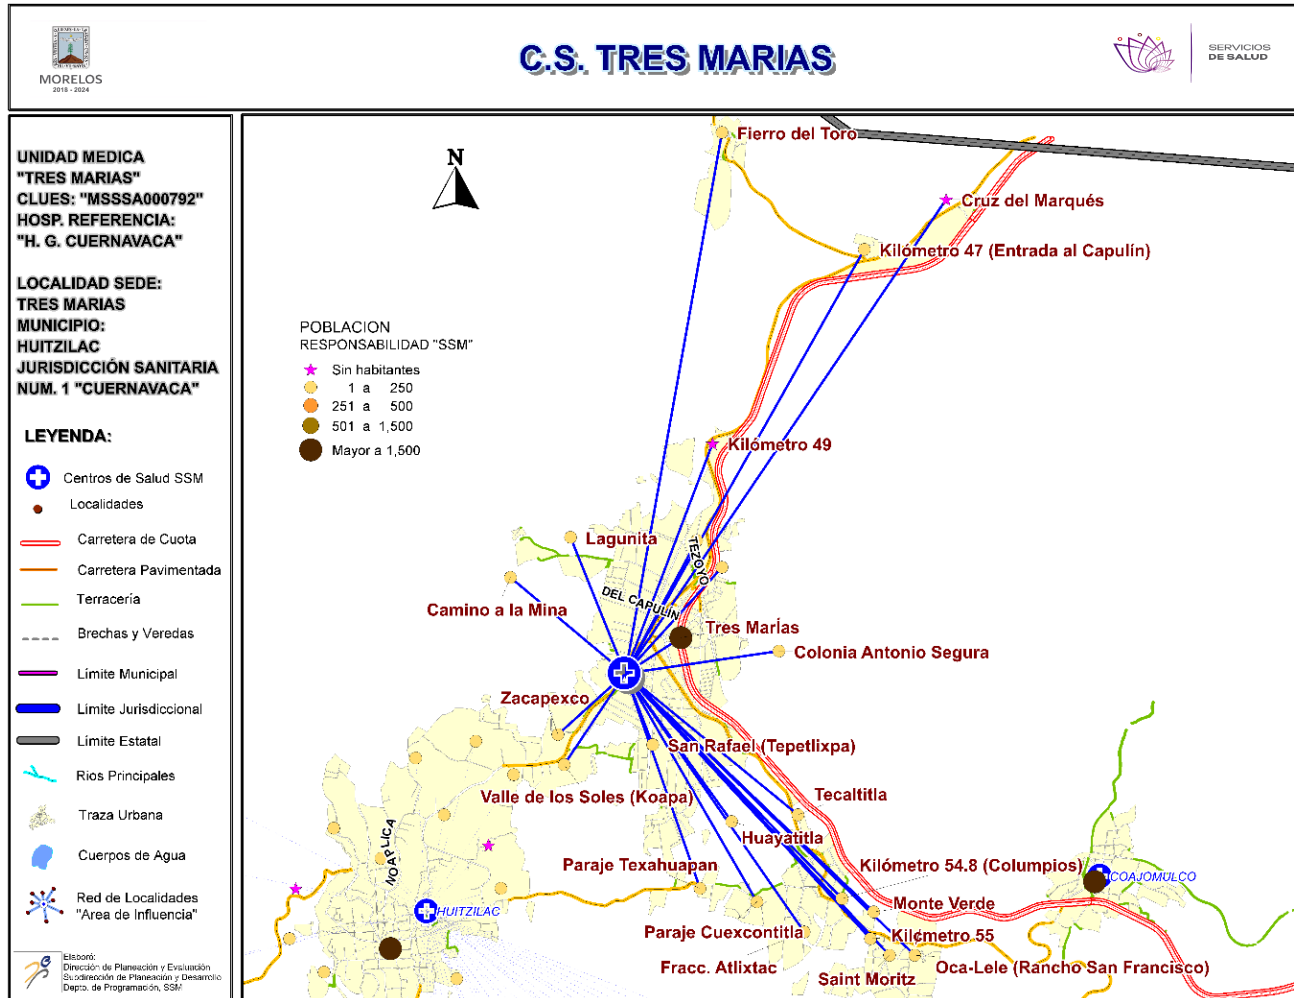 MORELOS
2018 - 2024
C.S. TRES MARIAS
SERVICIOS
DE SALUD
UNIDAD MEDICA
"TRES MARIAS"
CLUES: "MSSSA000792"
HOSP. REFERENCIA:
"H. G. CUERNAVACA"
LOCALIDAD SEDE:
TRES MARIAS
MUNICIPIO:
HUITZILAC
JURISDICCIÓN SANITARIA
NUM. 1 "CUERNAVACA"
LEYENDA:
Centros de Salud SSM
Localidades
Carretera de Cuota
Carretera Pavimentada
Terracería
Brechas y Veredas
Límite Municipal
Limite Jurisdiccional
Límite Estatal
Rios Principales
Traza Urbana
Cuerpos de Agua
Red de Localidades
"Area de Influencia"
Elaboró:
Dirección de Planeación y Evaluación
Subdirección de Planeación y Desarrollo
Depto. de Programación, SSM
N
POBLACION
RESPONSABILIDAD "SSM"
Sin habitantes
1 a 250
251 a 500
501 a 1,500
Mayor a 1,500
Fierro del Toro
Cruz del Marqués
Kilómetro 47 (Entrada al Capulín)
Kilómetro 49
Lagunita
TEZOYO
Camino a la Mina
DEL CAPULIN
Tres Marías
Colonia Antonio Segura
Zacapexco
San Rafael (Tepetlixpa)
Valle de los Soles (Koapa)
Tecaltitla
Huayatitla
NOAPLICA
Paraje Texahuapan
Kilómetro 54.8 (Columpios)
COAJOMULCO
Monte Verde
HUITZILAC
Paraje Cuexcontitla
Kilómetro 55
Fracc. Atlixtac
Saint Moritz
Oca-Lele (Rancho San Francisco)